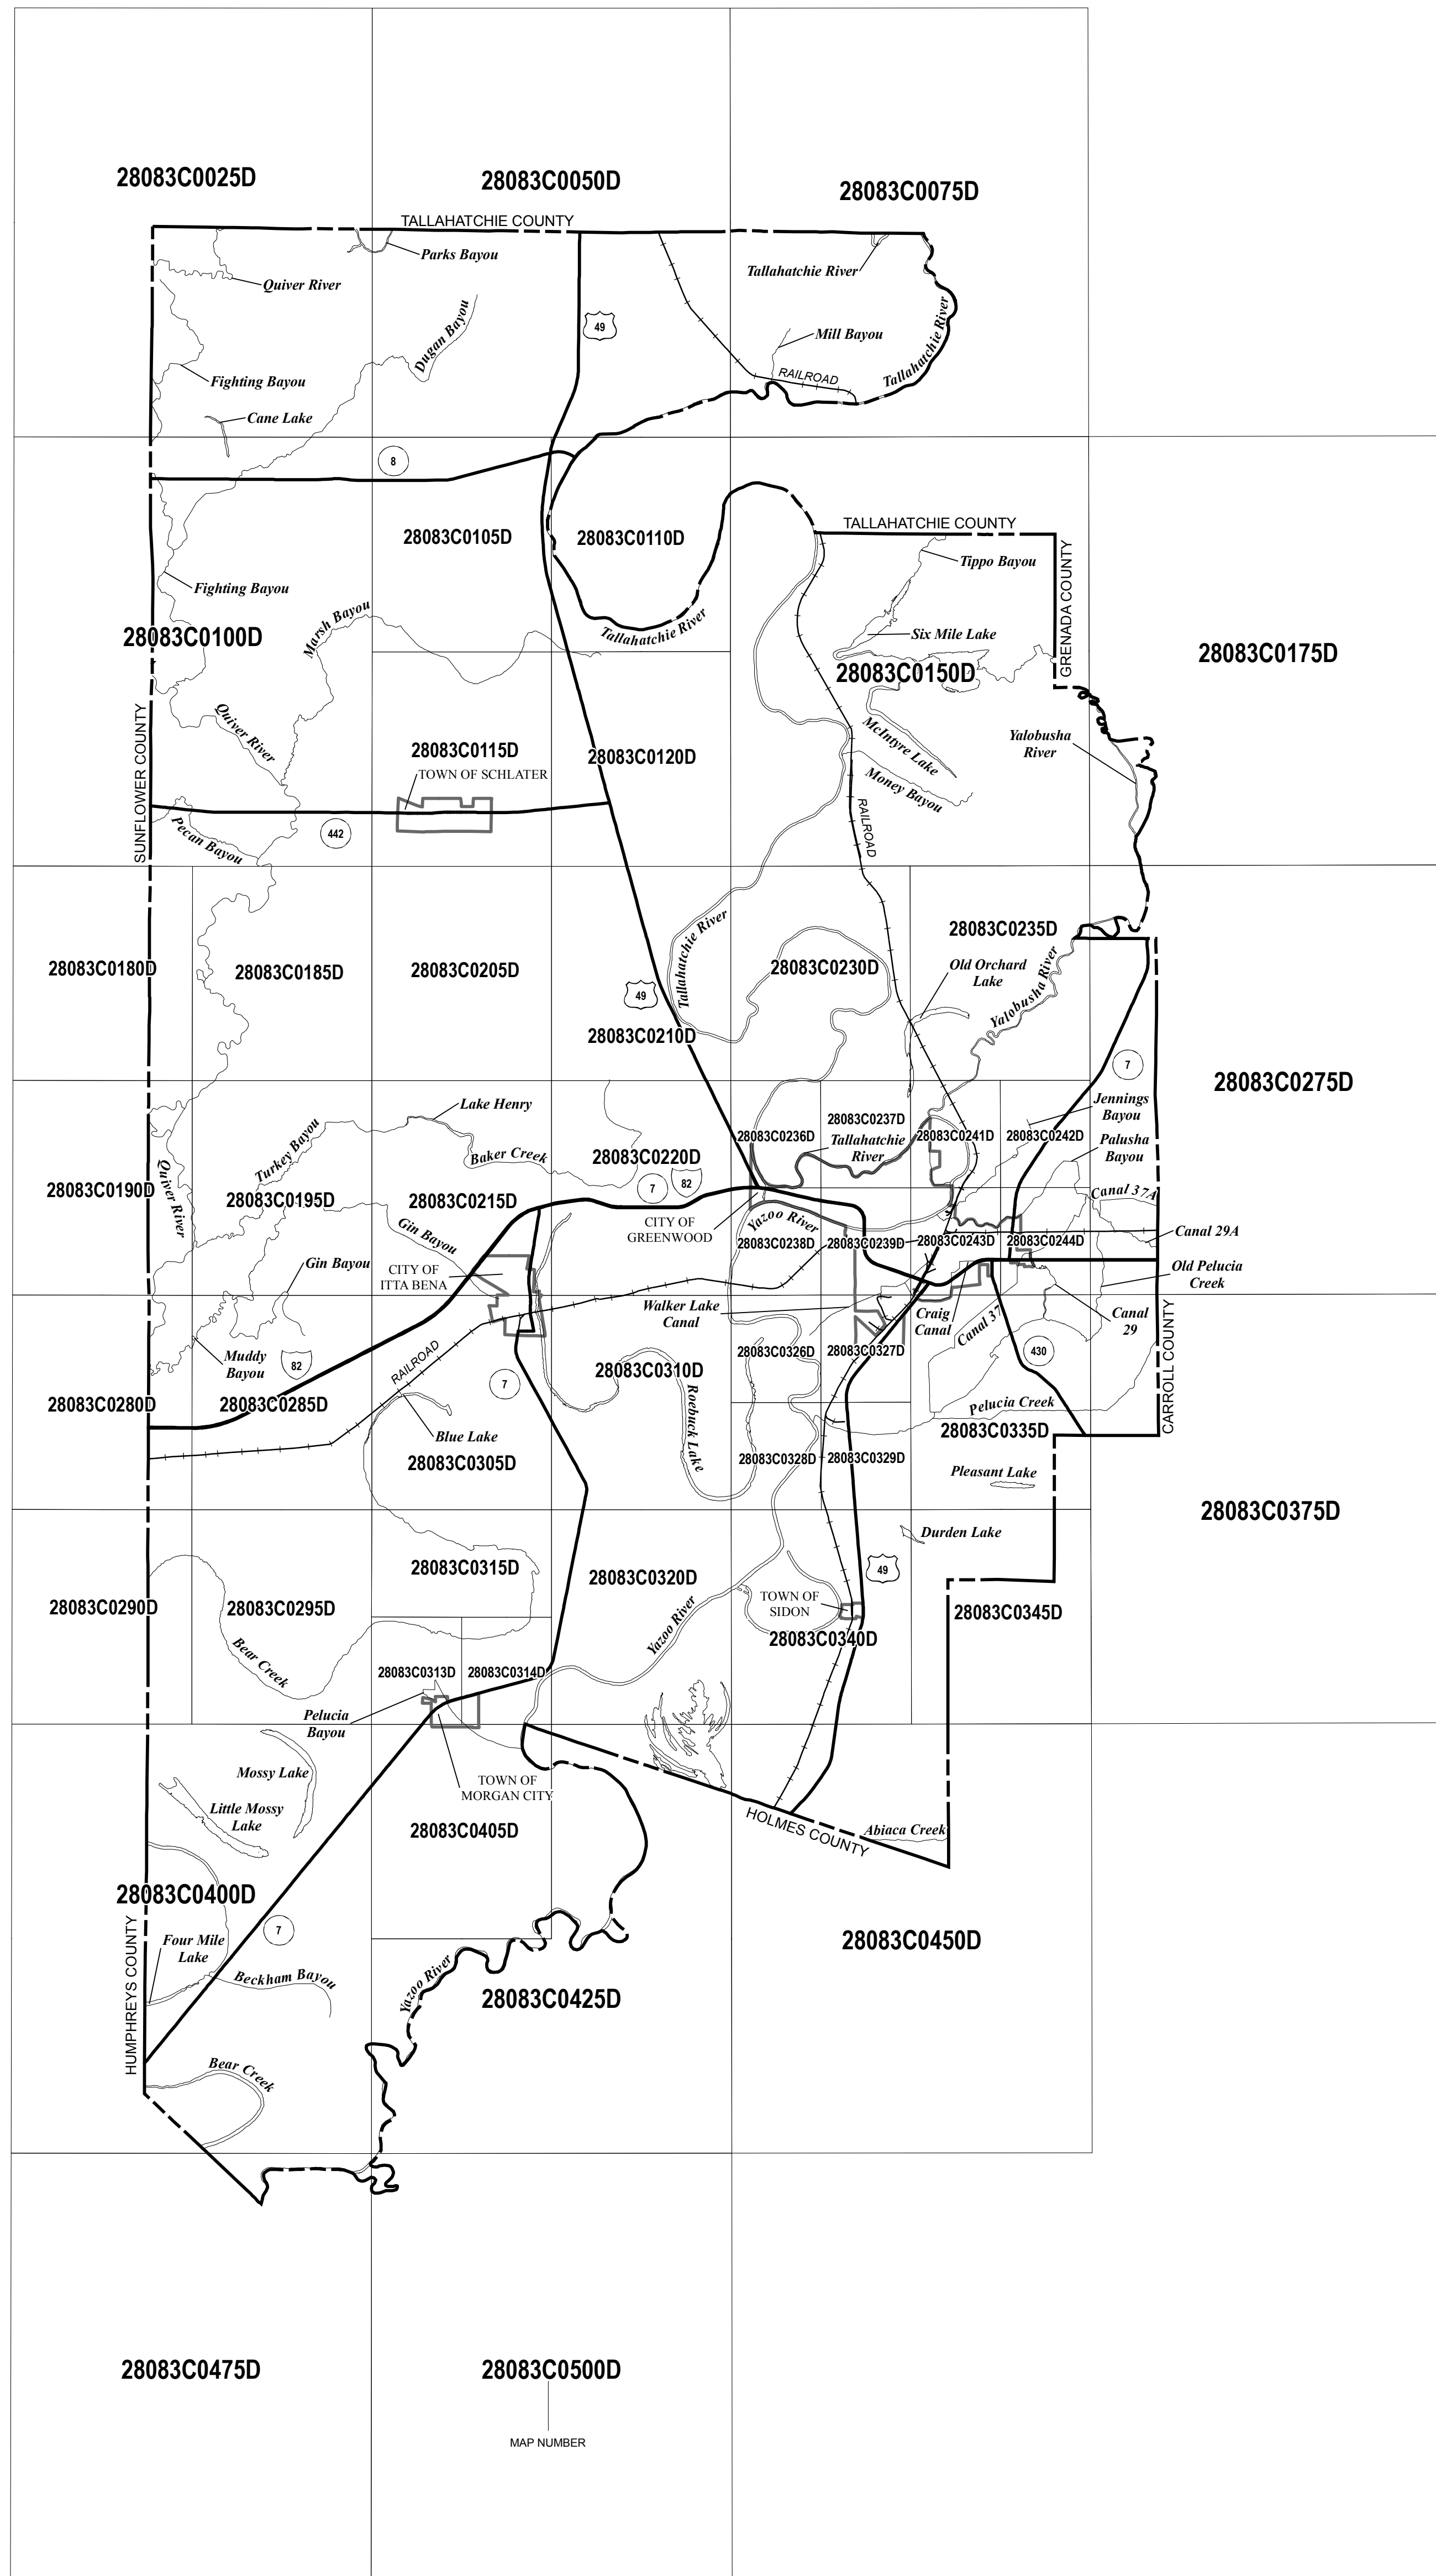 28083C0025D
28083C0050D
28083C0075D
TALLAHATCHIE COUNTY
Parks Bayou
Quiver River
Tallahatchie River
Dugan Bayou
49
Mill Bayou
Tallahatchie River
RAILROAD
Fighting Bayou
Cane Lake
8
TALLAHATCHIE COUNTY
28083C0105D
28083C0110D
Tippo Bayou
GRENADA COUNTY
Fighting Bayou
Marsh Bayou
Tallahatchie River
28083C0100D
Six Mile Lake
28083C0150D
28083C0175D
SUNFLOWER COUNTY
Quiver River
McIntyre Lake
Yalobusha
River
28083C0115D
28083C0120D
TOWN OF SCHLATER
Money Bayou
RAILROAD
442
Pecan Bayou
28083C0235D
28083C0180D
28083C0185D
28083C0205D
Tallahatchie River
28083C0230D
Old Orchard
Lake
Yalobusha River
49
28083C0210D
7
28083C0275D
Jennings
Bayou
Lake Henry
28083C0237D
28083C0236D
Tallahatchie
River
28083C0241D
28083C0242D
Palusha
Bayou
Turkey Bayou
Baker Creek
28083C0220D
28083C0190D
Quiver River
28083C0195D
28083C0215D
7
82
Canal 37A
Gin Bayou
CITY OF
GREENWOOD
Yazoo River
28083C0238D
28083C0239D
28083C0243D
28083C0244D
Canal 29A
Gin Bayou
CITY OF
ITTA BENA
Old Pelucia
Creek
Walker Lake
Canal
Craig
Canal
Canal 37
Canal
29
CARROLL COUNTY
Muddy
Bayou
82
RAILROAD
28083C0326D
28083C0327D
430
28083C0310D
7
28083C0280D
28083C0285D
Roebuck Lake
Pelucia Creek
Blue Lake
28083C0335D
28083C0305D
28083C0328D
28083C0329D
Pleasant Lake
28083C0375D
Durden Lake
28083C0315D
28083C0320D
49
28083C0290D
28083C0295D
TOWN OF
SIDON
28083C0345D
Yazoo River
28083C0340D
Bear Creek
28083C0313D
28083C0314D
Pelucia
Bayou
Mossy Lake
TOWN OF
MORGAN CITY
Little Mossy
Lake
28083C0405D
HOLMES COUNTY
Abiaca Creek
28083C0400D
HUMPHREYS COUNTY
7
Four Mile
Lake
28083C0450D
Beckham Bayou
Yazoo River
28083C0425D
Bear Creek
28083C0475D
28083C0500D
MAP NUMBER